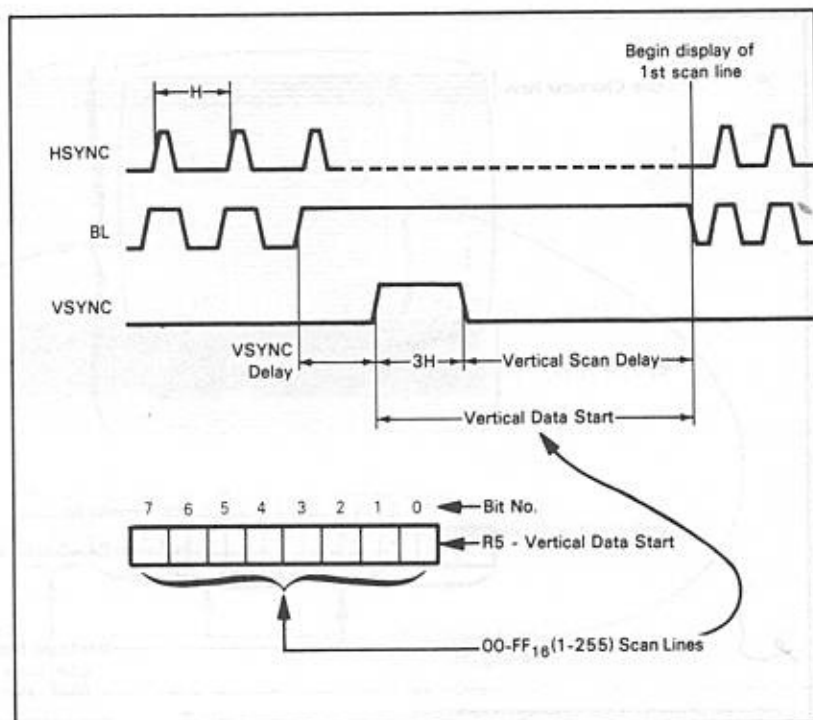 Begin display of
1st scan line
H
HSYNC
BL
VSYNC
VSYNC
Delay
3H
Vertical Scan Delay
Vertical Data Start
7 6 5 4 3 2 1 0
Bit No.
R5 - Vertical Data Start
00-FF16(1-255) Scan Lines